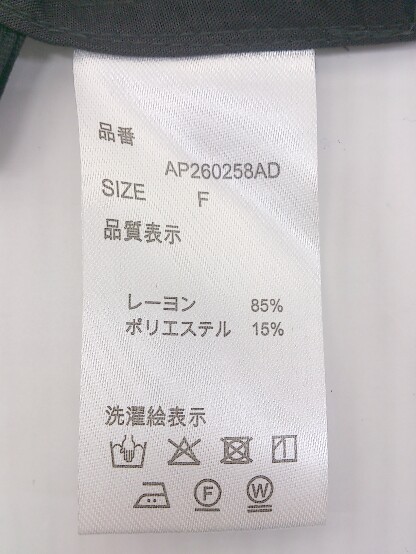 品番
AP260258AD
SIZE F
品質表示
レーヨン 85%
ポリエステル 15%
洗濯絵表示
F W